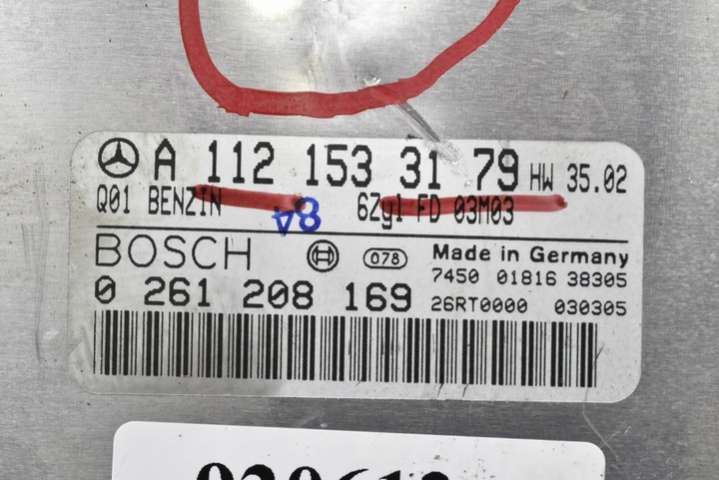 A 112 153 31 79 HW 35.02
Q01 BENZIN 6Zyl FD 03M03
84
BOSCH 078 Made in Germany
7450 01816 38305
0 261 208 169 26RT0000 030305